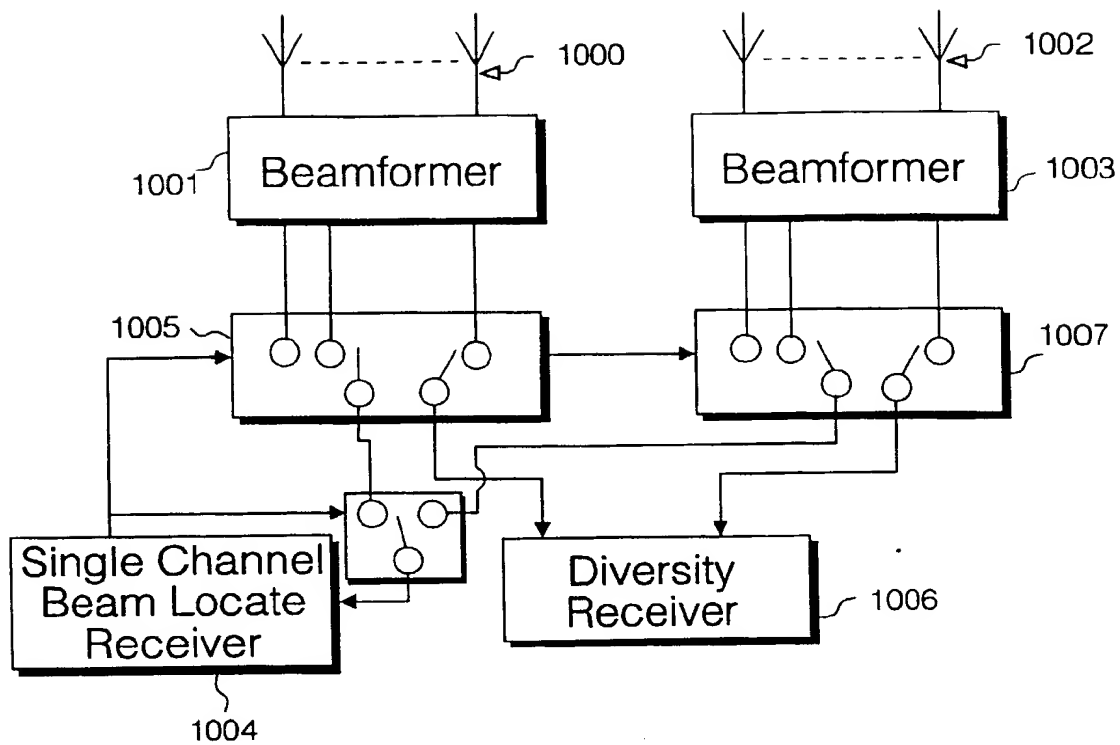 1000
1002
1001
Beamformer
Beamformer
1003
1005
1007
Single Channel
Beam Locate
Receiver
Diversity
Receiver
1006
1004